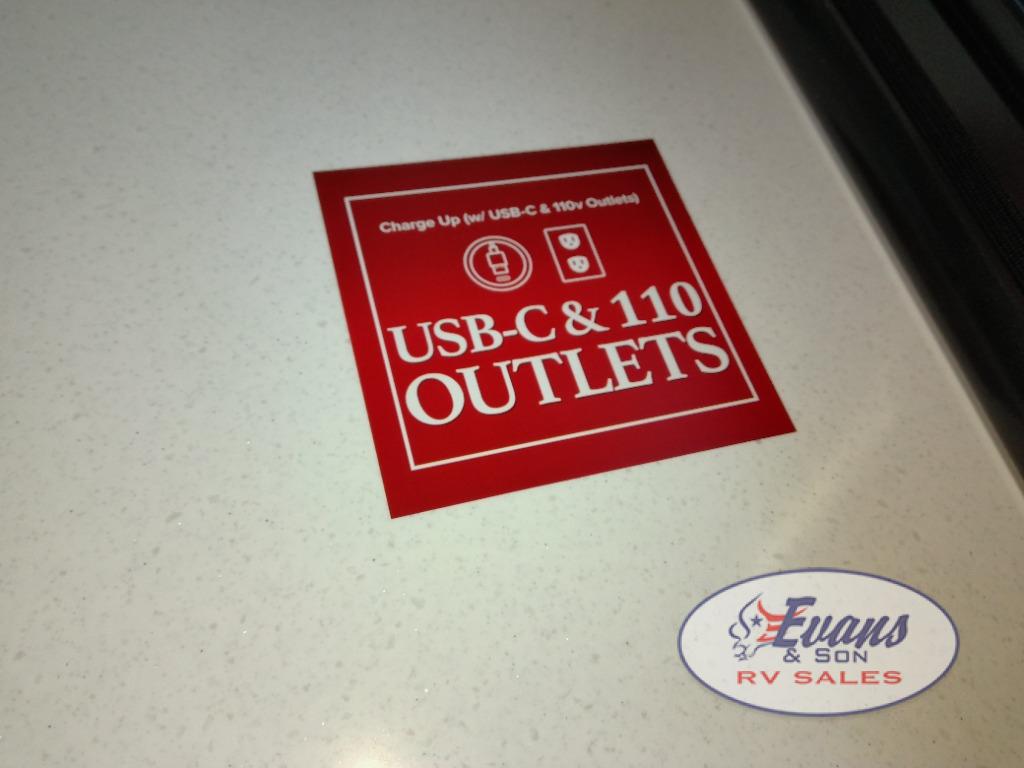 Charge Up (w/ USB-C & 110v Outlets)
USB-C & 110
OUTLETS
Evans
& SON
RV SALES